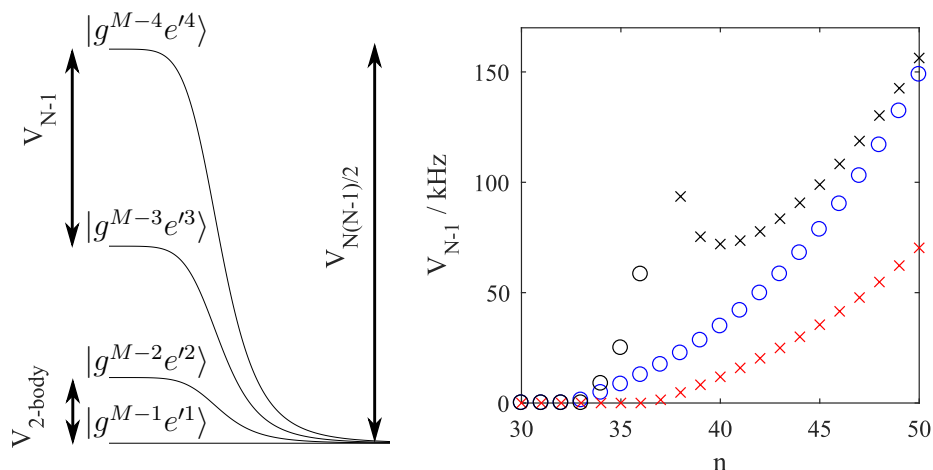 |g^{M−4}e′^4⟩
V_{N-1}
|g^{M−3}e′^3⟩
V_{N(N-1)/2}
|g^{M−2}e′^2⟩
V_{2-body}
|g^{M−1}e′^1⟩
V_{N-1} / kHz
150
100
50
0
30 35 40 45 50
n